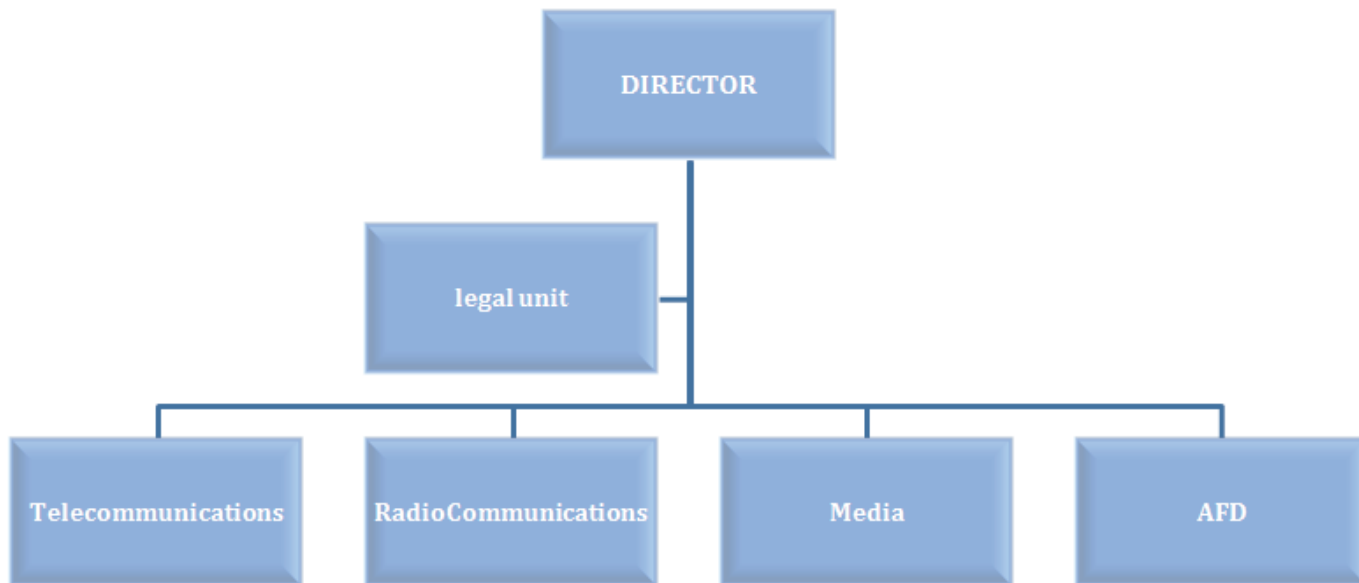 DIRECTOR
legal unit
Telecommunications
RadioCommunications
Media
AFD